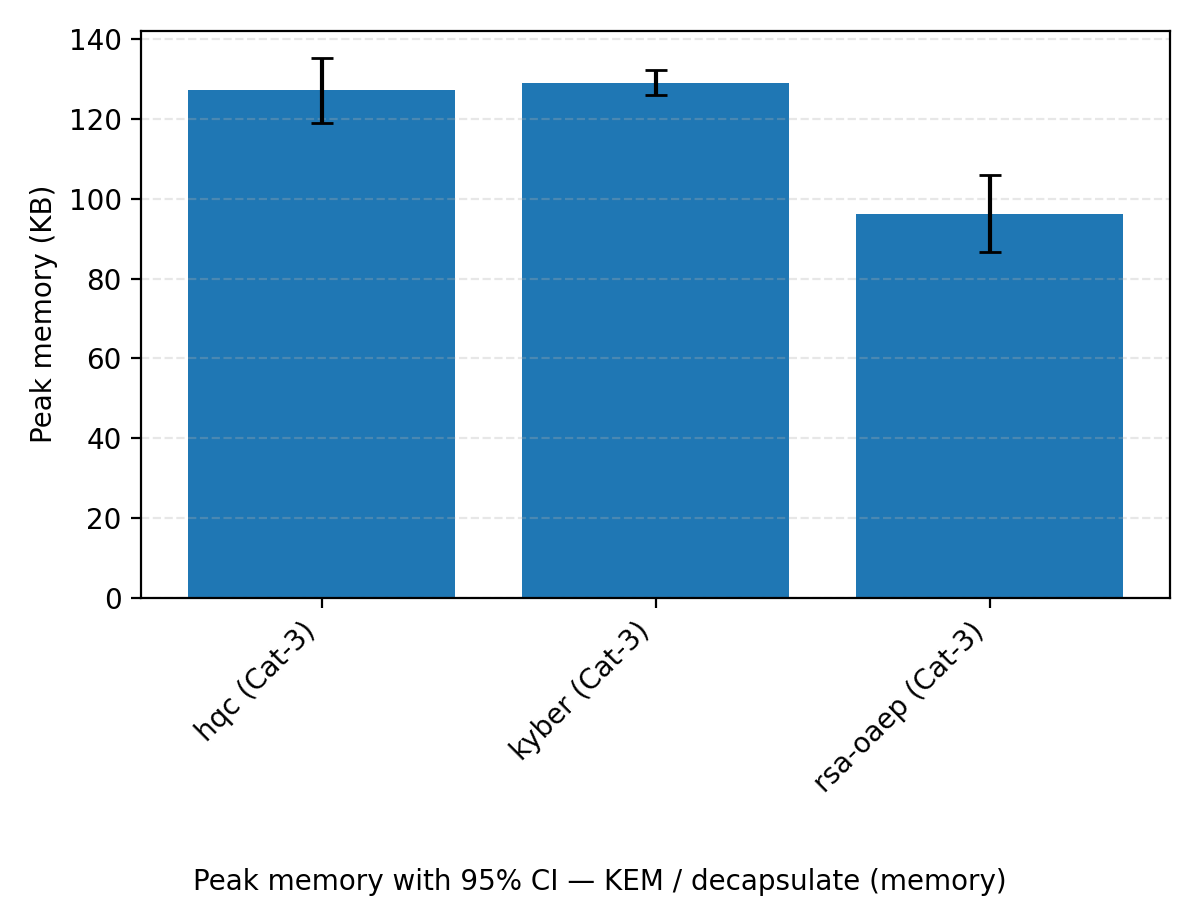 140
120
100
80
60
40
20
0
Peak memory (KB)
hqc (Cat-3)
kyber (Cat-3)
rsa-oaep (Cat-3)
Peak memory with 95% CI — KEM / decapsulate (memory)